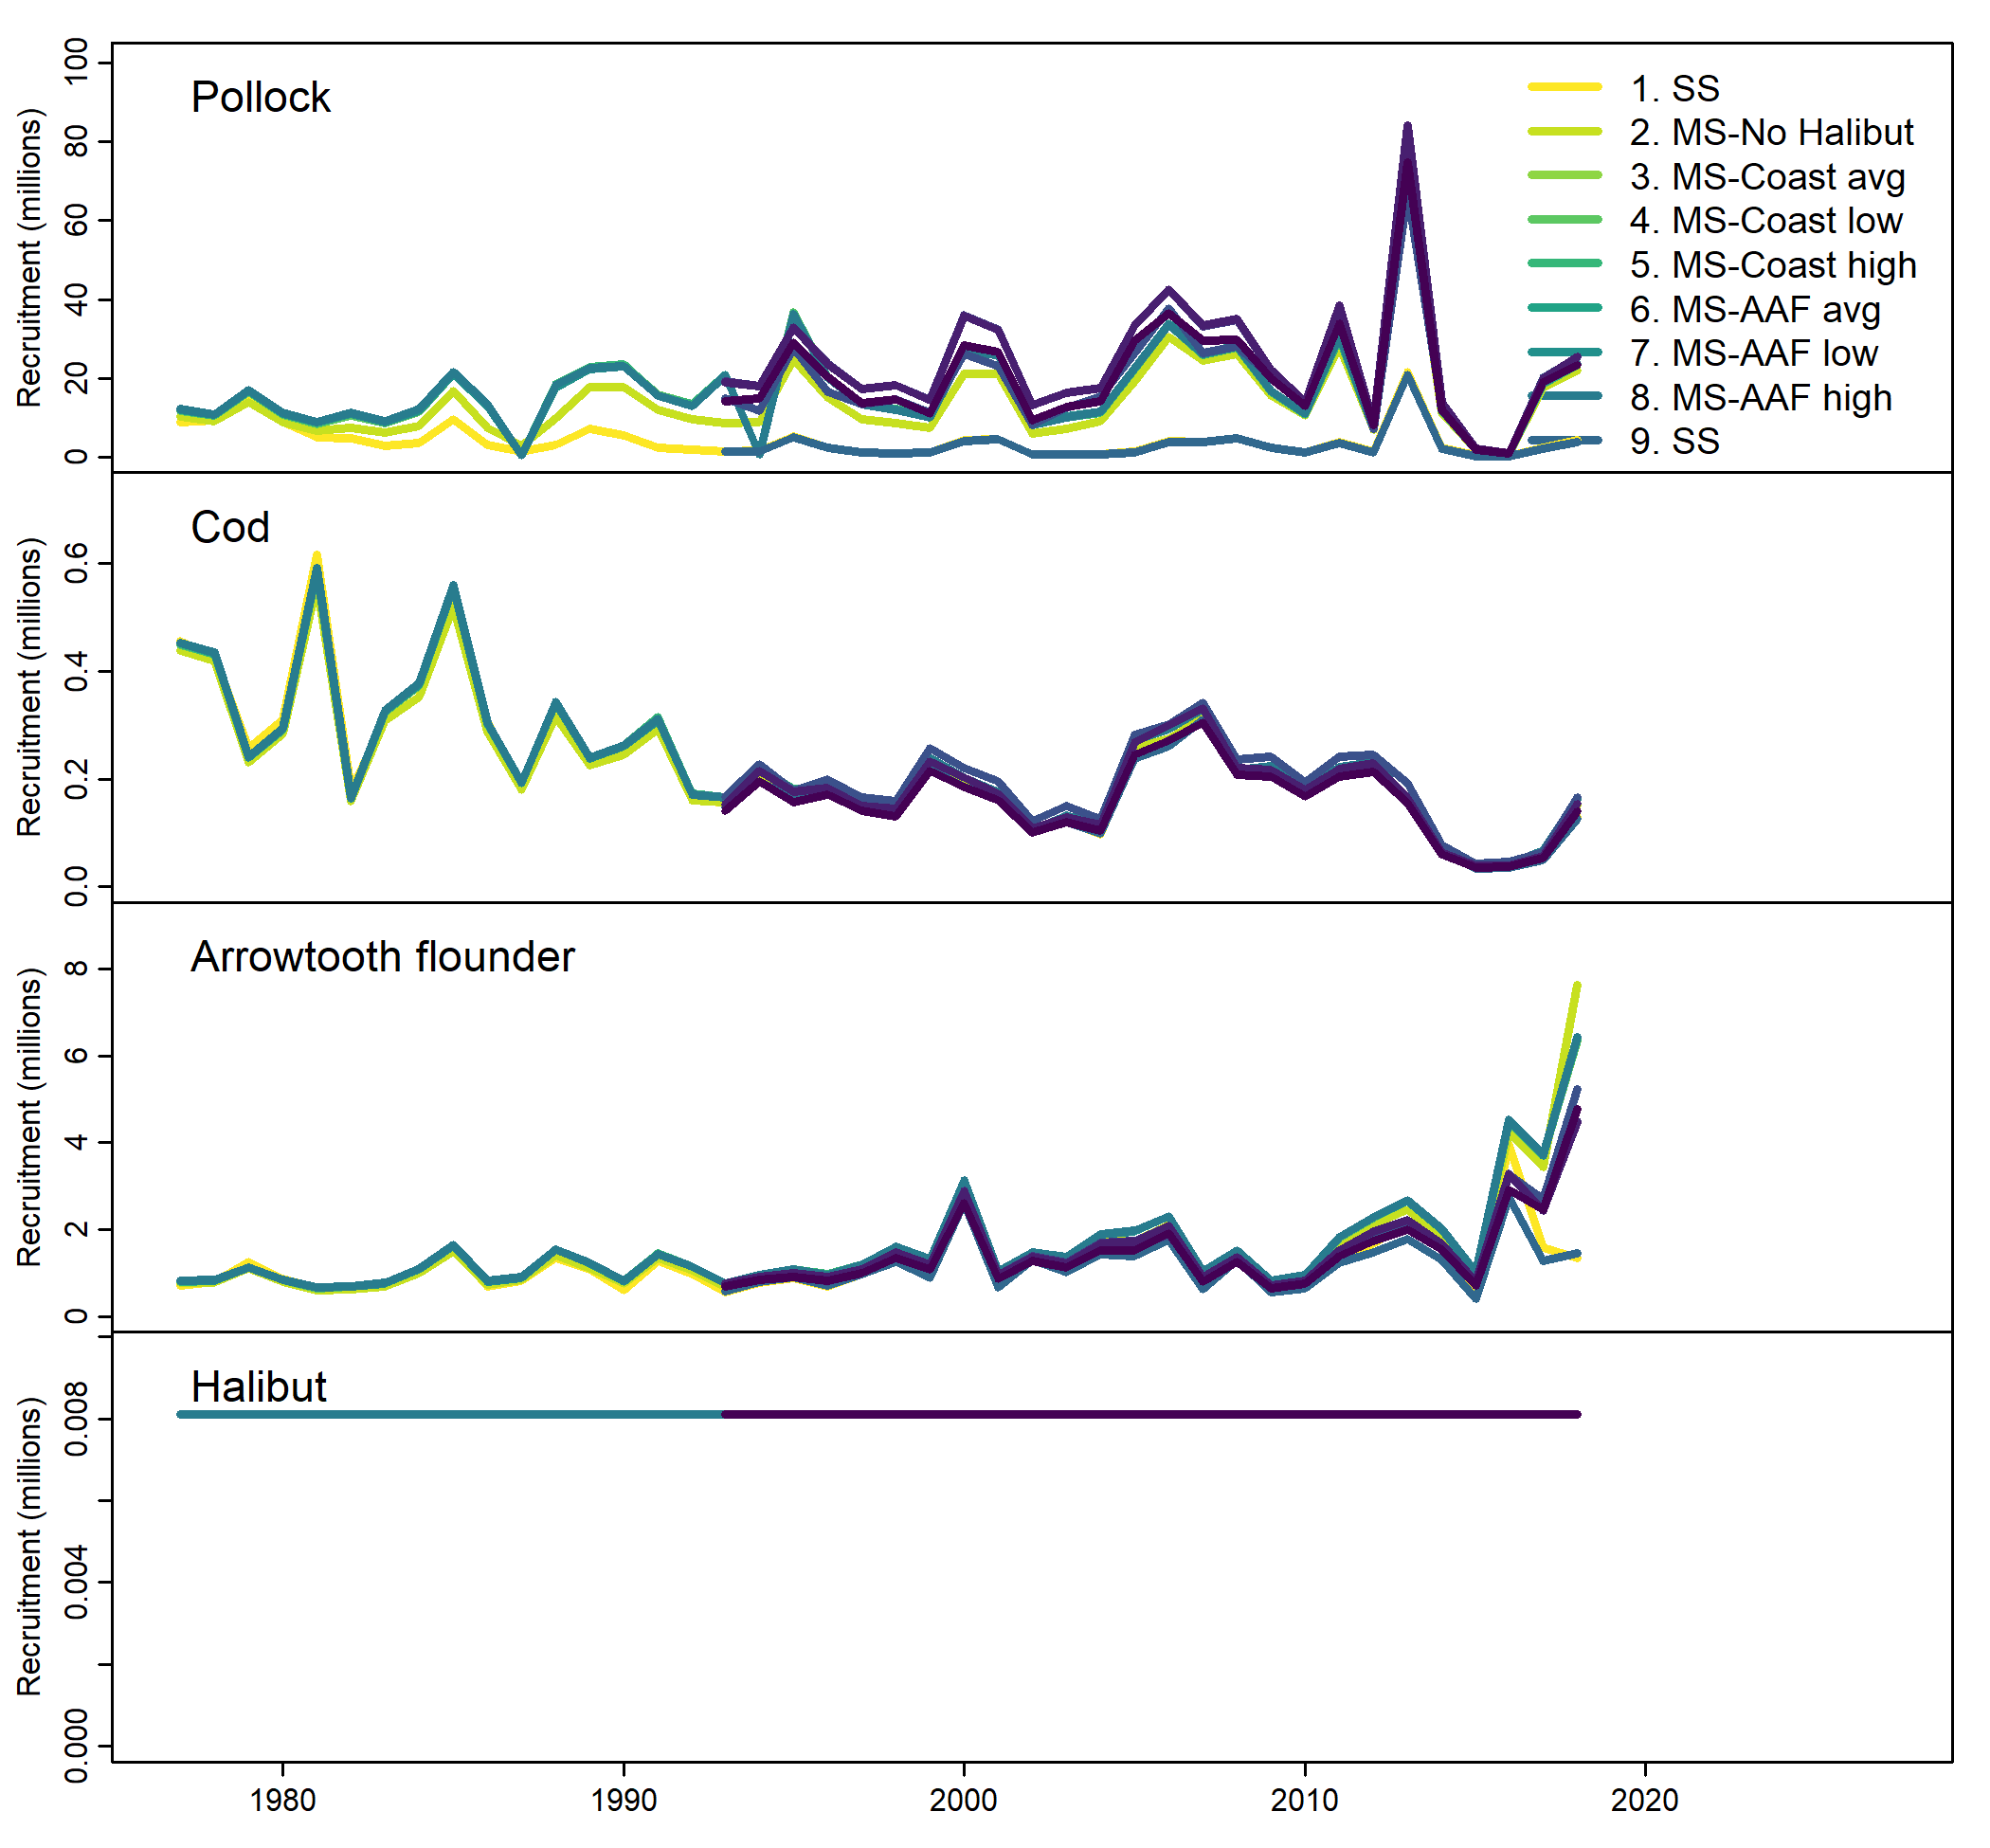 Recruitment (millions)
0
20
40
60
80
100
Pollock
1. SS
2. MS-No Halibut
3. MS-Coast avg
4. MS-Coast low
5. MS-Coast high
6. MS-AAF avg
7. MS-AAF low
8. MS-AAF high
9. SS
Recruitment (millions)
0.0
0.2
0.4
0.6
Cod
Recruitment (millions)
0
2
4
6
8
Arrowtooth flounder
Recruitment (millions)
0.000
0.004
0.008
Halibut
1980
1990
2000
2010
2020